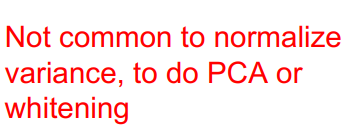 Not common to normalize
variance, to do PCA or
whitening